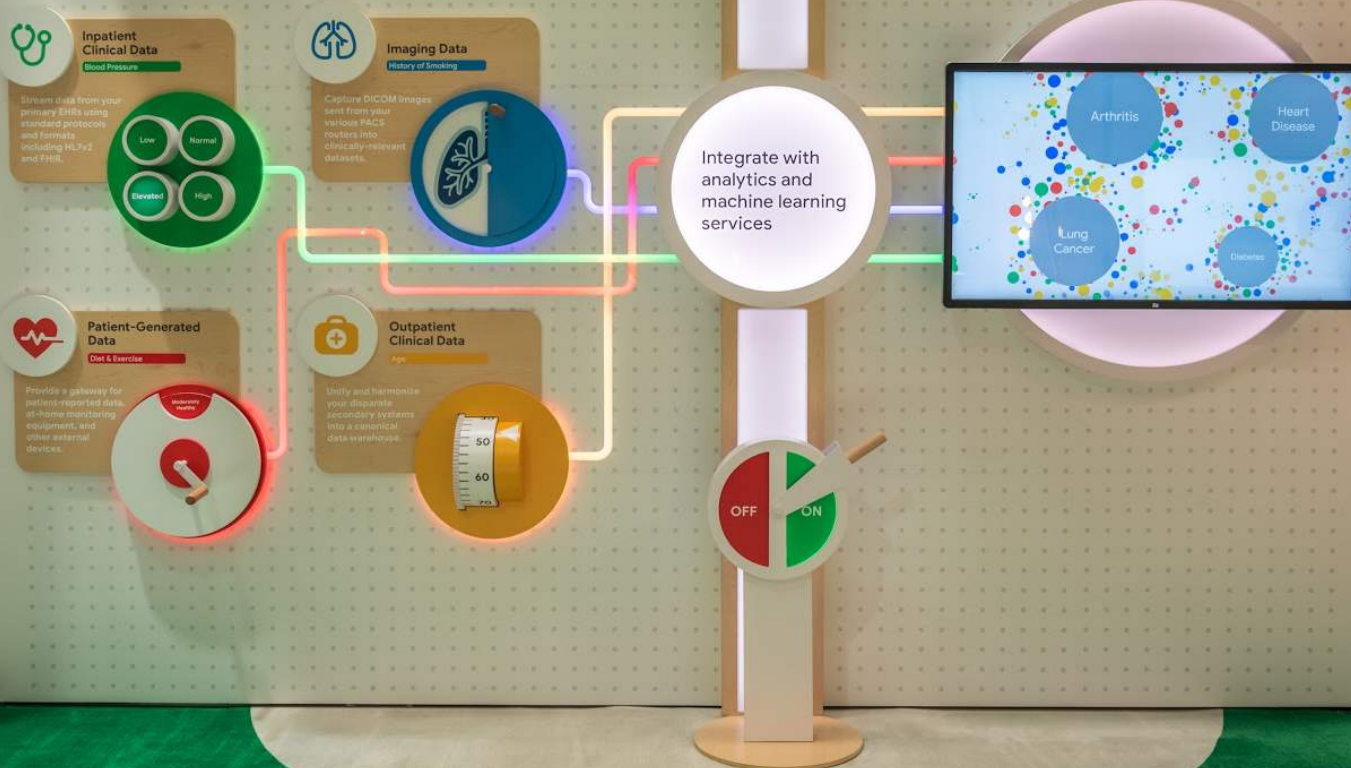 Inpatient
Clinical Data
Blood Pressure
Stream data from your
primary EHRs using
standard protocols
and formats
including HL7v2
and FHIR.
Low
Normal
Elevated
High
Imaging Data
History of Smoking
Capture DICOM images
sent from your
various PACS
routers into
clinically-relevant
datasets.
Patient-Generated
Data
Diet & Exercise
Provide a gateway for
patient-reported data,
at-home monitoring
equipment, and
other external
devices.
Moderately
Healthy
Outpatient
Clinical Data
Age
Unify and harmonize
your disparate
secondary systems
into a canonical
data warehouse.
50
60
70
Integrate with
analytics and
machine learning
services
OFF
ON
Arthritis
Heart
Disease
Lung
Cancer
Diabetes